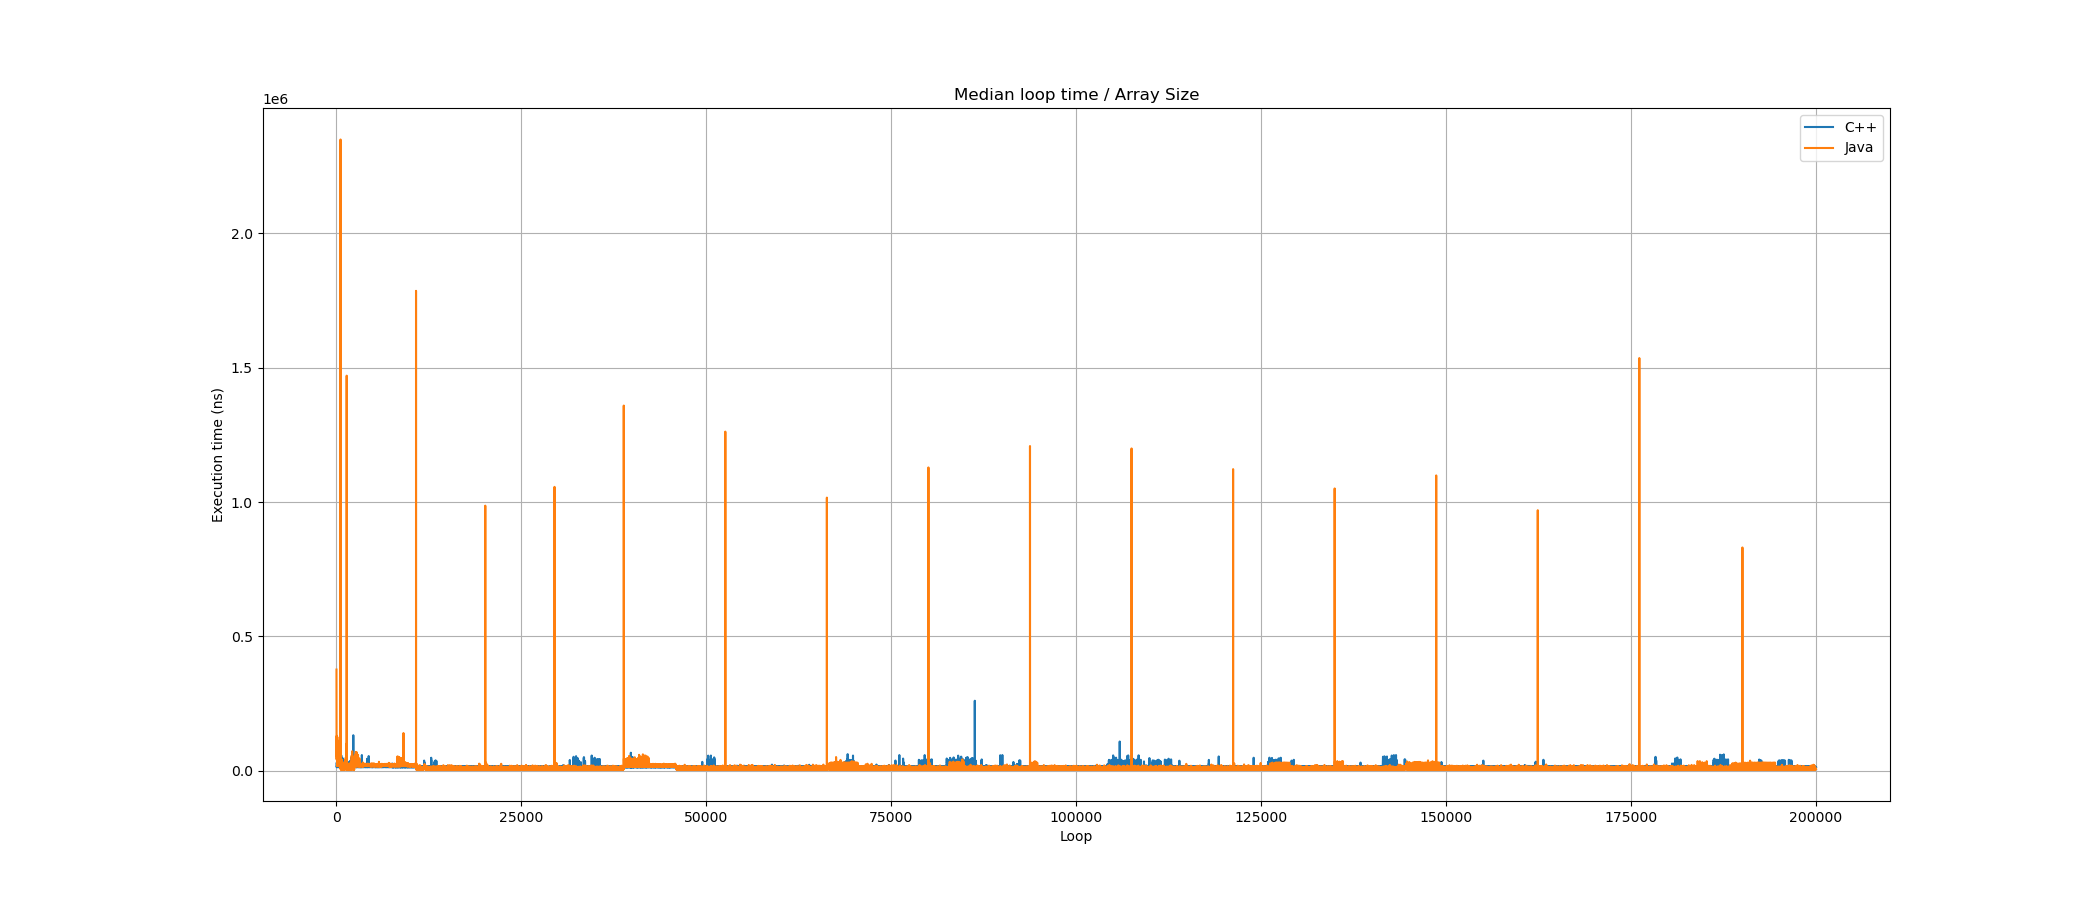 Median loop time / Array Size
1e6
C++
Java
2.0
1.5
1.0
0.5
0.0
Execution time (ns)
0 25000 50000 75000 100000 125000 150000 175000 200000
Loop